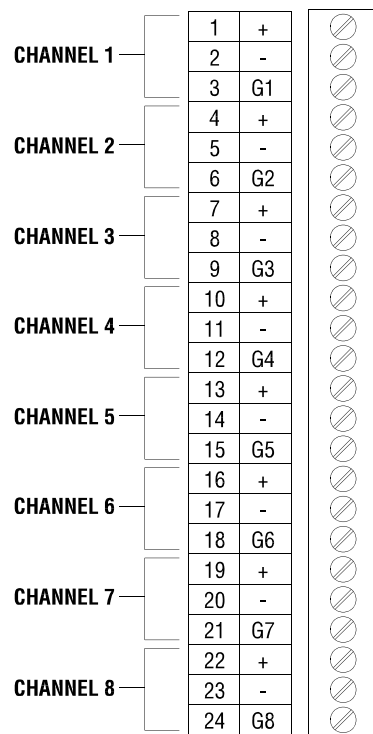 CHANNEL 1
1 +
2 -
3 G1
CHANNEL 2
4 +
5 -
6 G2
CHANNEL 3
7 +
8 -
9 G3
CHANNEL 4
10 +
11 -
12 G4
CHANNEL 5
13 +
14 -
15 G5
CHANNEL 6
16 +
17 -
18 G6
CHANNEL 7
19 +
20 -
21 G7
CHANNEL 8
22 +
23 -
24 G8